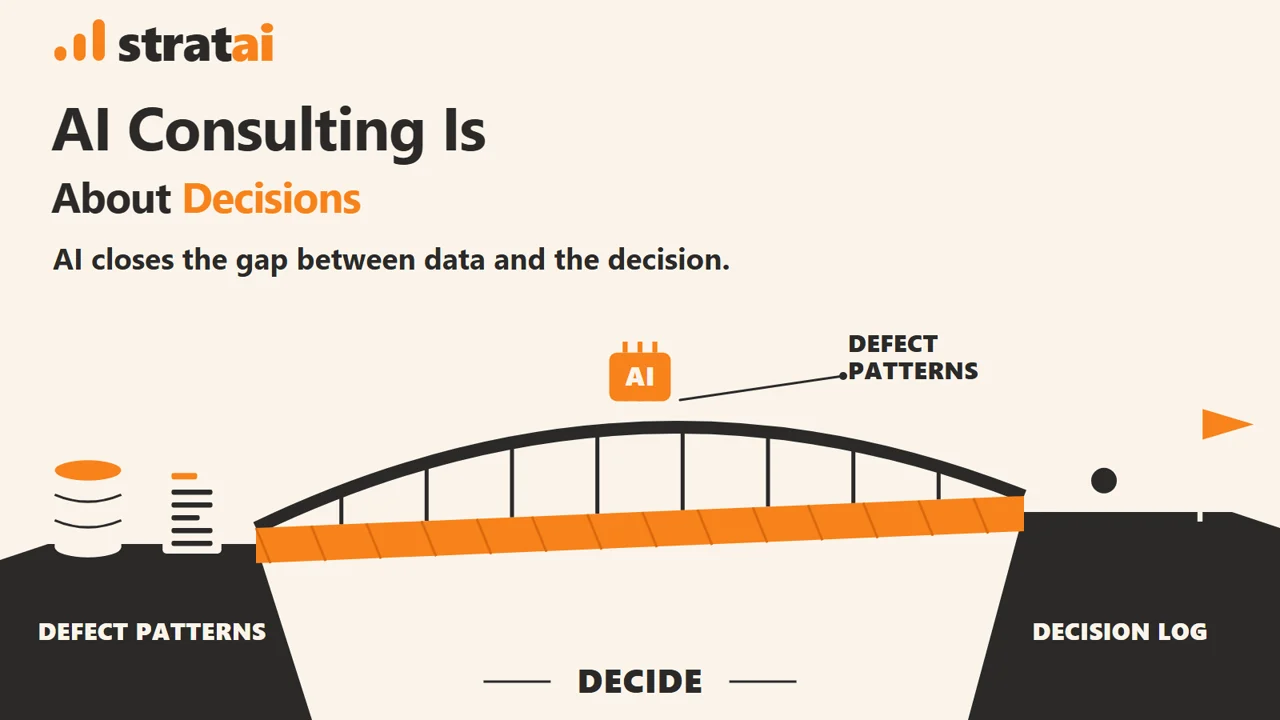 stratai
AI Consulting Is
About Decisions
AI closes the gap between data and the decision.
DEFECT
PATTERNS
AI
DEFECT PATTERNS
DECISION LOG
DECIDE